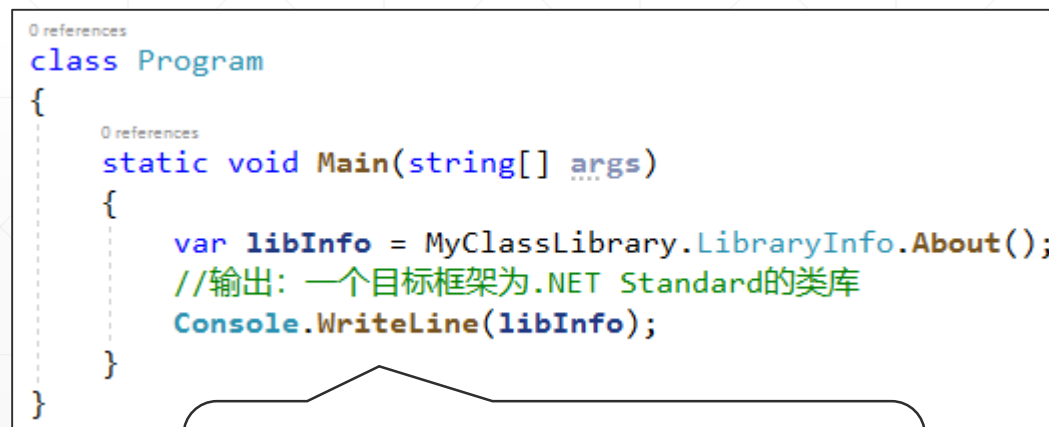 0 references
class Program
{
0 references
static void Main(string[] args)
{
var libInfo = MyClassLibrary.LibraryInfo.About();
//输出：一个目标框架为.NET Standard的类库
Console.WriteLine(libInfo);
}
}